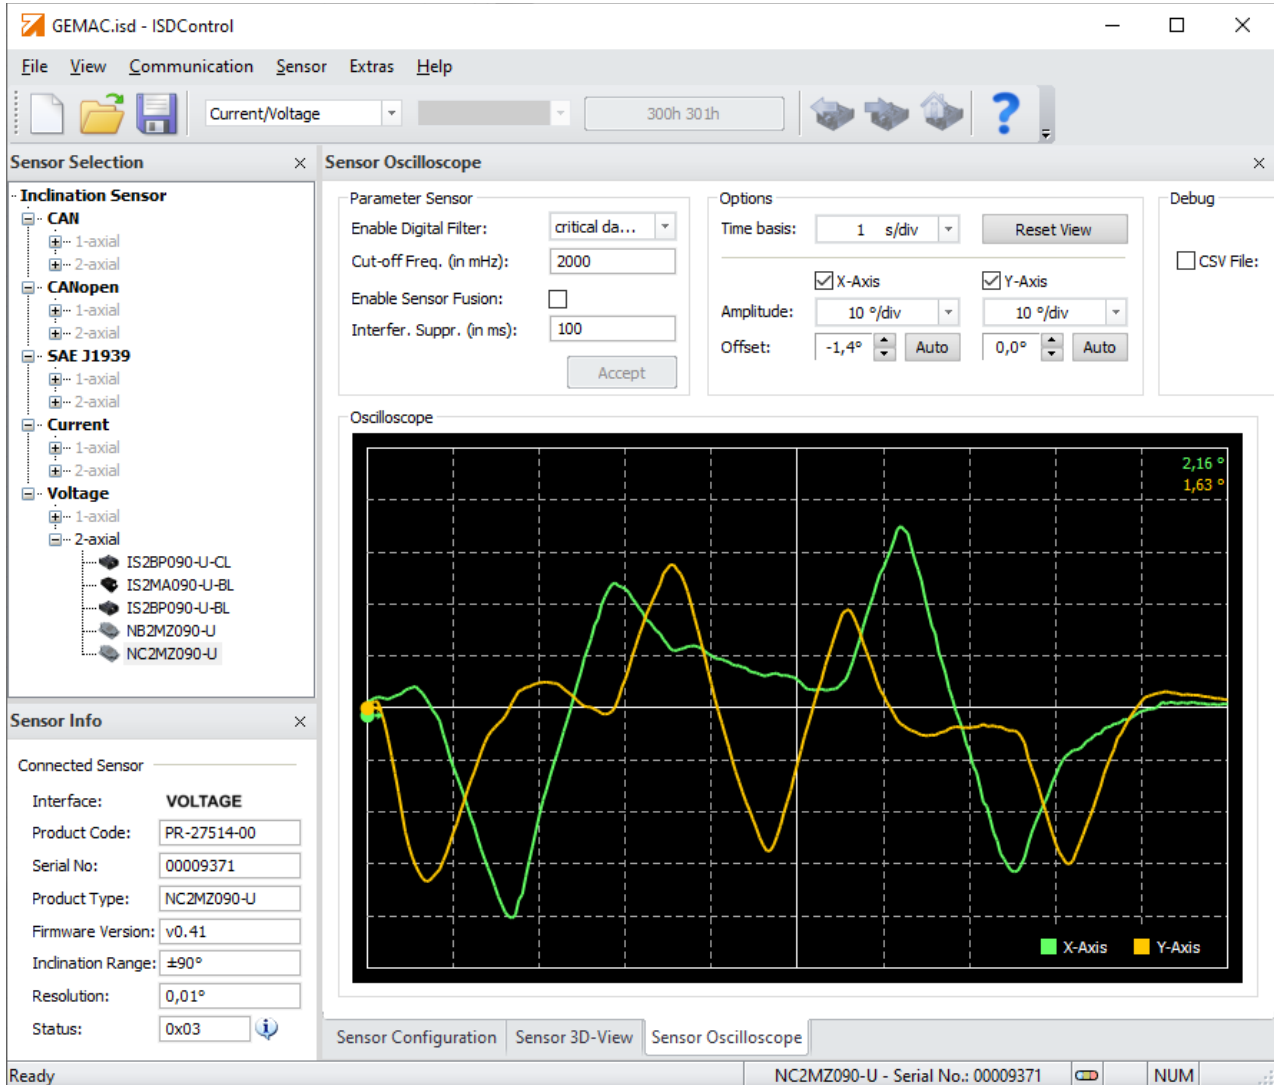 GEMAC.isd - ISDControl
File View Communication Sensor Extras Help
Current/Voltage
300h 301h
Sensor Selection
Inclination Sensor
CAN
1-axial
2-axial
CANopen
1-axial
2-axial
SAE J1939
1-axial
2-axial
Current
1-axial
2-axial
Voltage
1-axial
2-axial
IS2BP090-U-CL
IS2MA090-U-BL
IS2BP090-U-BL
NB2MZ090-U
NC2MZ090-U
Sensor Info
Connected Sensor
Interface: VOLTAGE
Product Code: PR-27514-00
Serial No: 00009371
Product Type: NC2MZ090-U
Firmware Version: v0.41
Inclination Range: ±90°
Resolution: 0,01°
Status: 0x03
Sensor Oscilloscope
Parameter Sensor
Enable Digital Filter: critical da...
Cut-off Freq. (in mHz): 2000
Enable Sensor Fusion:
Interfer. Suppr. (in ms): 100
Accept
Options
Time basis: 1 s/div Reset View
X-Axis Y-Axis
Amplitude: 10 °/div 10 °/div
Offset: -1,4° Auto 0,0° Auto
Debug
CSV File:
Oscilloscope
2,16 °
1,63 °
X-Axis Y-Axis
Sensor Configuration Sensor 3D-View Sensor Oscilloscope
Ready NC2MZ090-U - Serial No.: 00009371 NUM